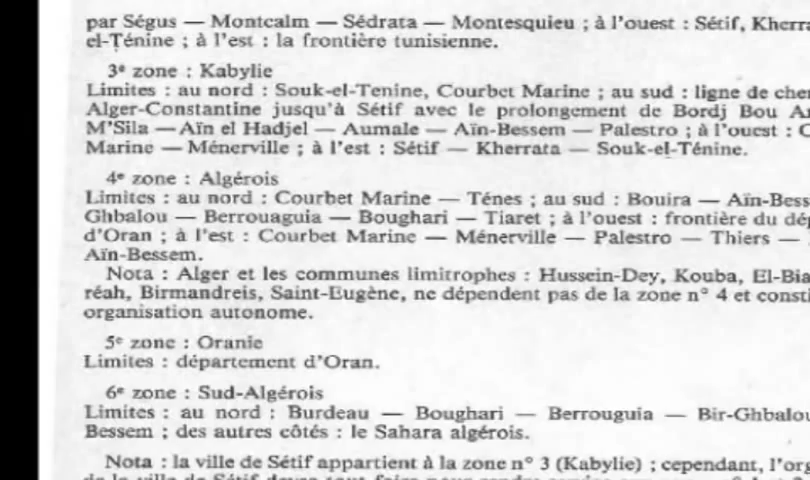 par Ségus — Montcalm — Sédrata — Montesquieu ; à l'ouest : Sétif, Kherra
el-Ténine ; à l'est : la frontière tunisienne.
3e zone : Kabylie
Limites : au nord : Souk-el-Tenine, Courbet Marine ; au sud : ligne de cher
Alger-Constantine jusqu'à Sétif avec le prolongement de Bordj Bou Ar
M'Sila — Aïn el Hadjel — Aumale — Aïn-Bessem — Palestro ; à l'ouest : C
Marine — Ménerville ; à l'est : Sétif — Kherrata — Souk-el-Ténine.
4e zone : Algérois
Limites : au nord : Courbet Marine — Ténes ; au sud : Bouira — Aïn-Bess
Ghbalou — Berrouaguia — Boughari — Tiaret ; à l'ouest : frontière du dép
d'Oran ; à l'est : Courbet Marine — Ménerville — Palestro — Thiers —
Aïn-Bessem.
Nota : Alger et les communes limitrophes : Hussein-Dey, Kouba, El-Bia
réah, Birmandreis, Saint-Eugène, ne dépendent pas de la zone n° 4 et consti
organisation autonome.
5e zone : Oranie
Limites : département d'Oran.
6e zone : Sud-Algérois
Limites : au nord : Burdeau — Boughari — Berrouguia — Bir-Ghbalou
Bessem ; des autres côtés : le Sahara algérois.
Nota : la ville de Sétif appartient à la zone n° 3 (Kabylie) ; cependant, l'org